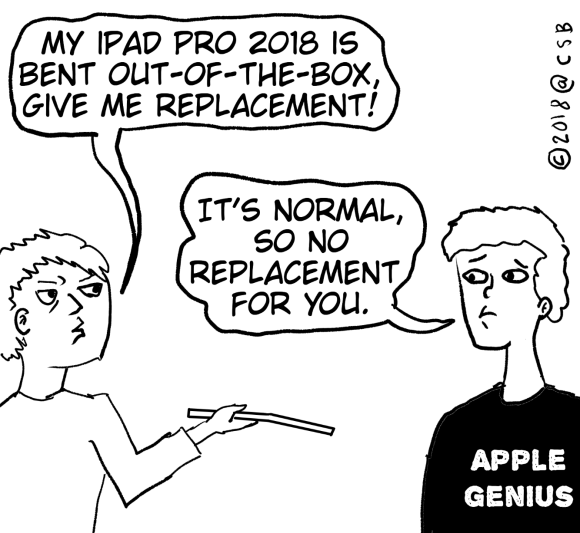 MY IPAD PRO 2018 IS
BENT OUT-OF-THE-BOX,
GIVE ME REPLACEMENT!
IT'S NORMAL,
SO NO
REPLACEMENT
FOR YOU.
APPLE
GENIUS
©2018@CSB